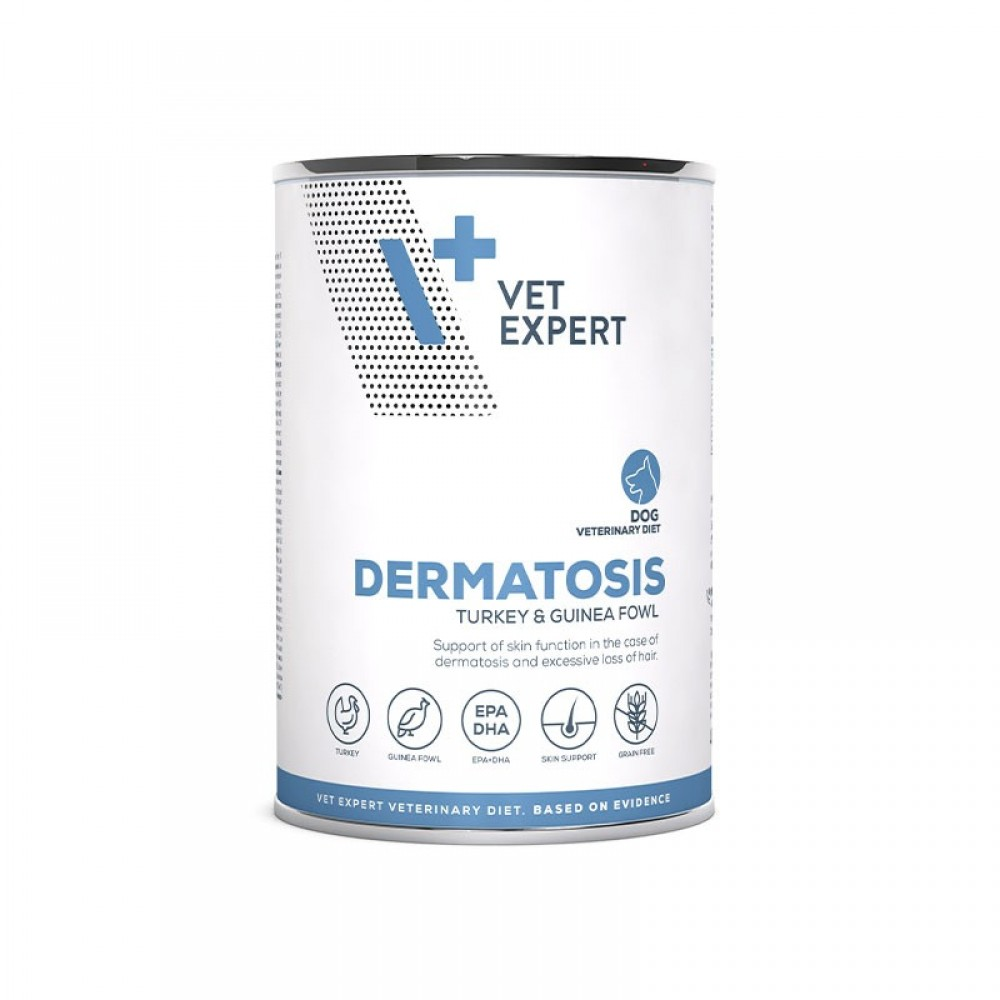 VET
EXPERT
DOG
VETERINARY DIET
DERMATOSIS
TURKEY & GUINEA FOWL
Support of skin function in the case of
dermatosis and excessive loss of hair.
EPA
DHA
TURKEY
GUINEA FOWL
EPA+DHA
SKIN SUPPORT
GRAIN FREE
VET EXPERT VETERINARY DIET. BASED ON EVIDENCE